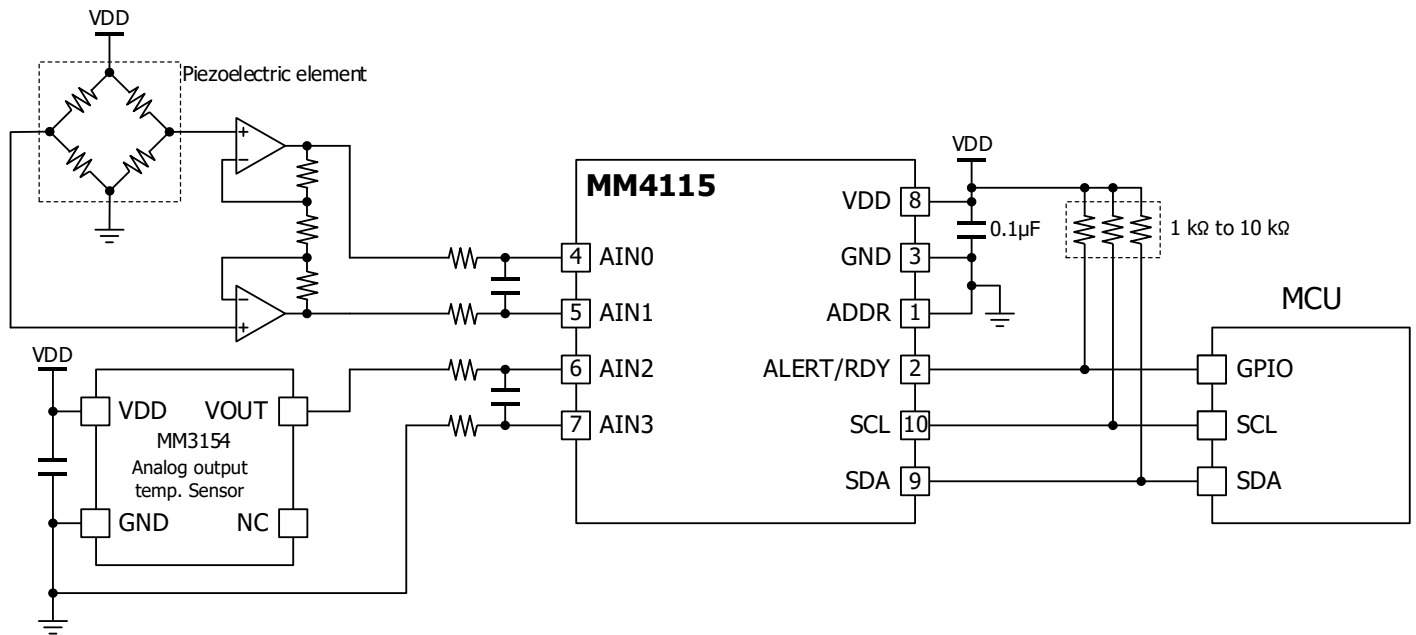 VDD
Piezoelectric element
+
−
−
+
VDD
VDD
VOUT
MM3154
Analog output
temp. Sensor
GND
NC
MM4115
4
AIN0
5
AIN1
6
AIN2
7
AIN3
VDD
8
GND
3
ADDR
1
ALERT/RDY
2
SCL
10
SDA
9
VDD
0.1μF
1 kΩ to 10 kΩ
MCU
GPIO
SCL
SDA